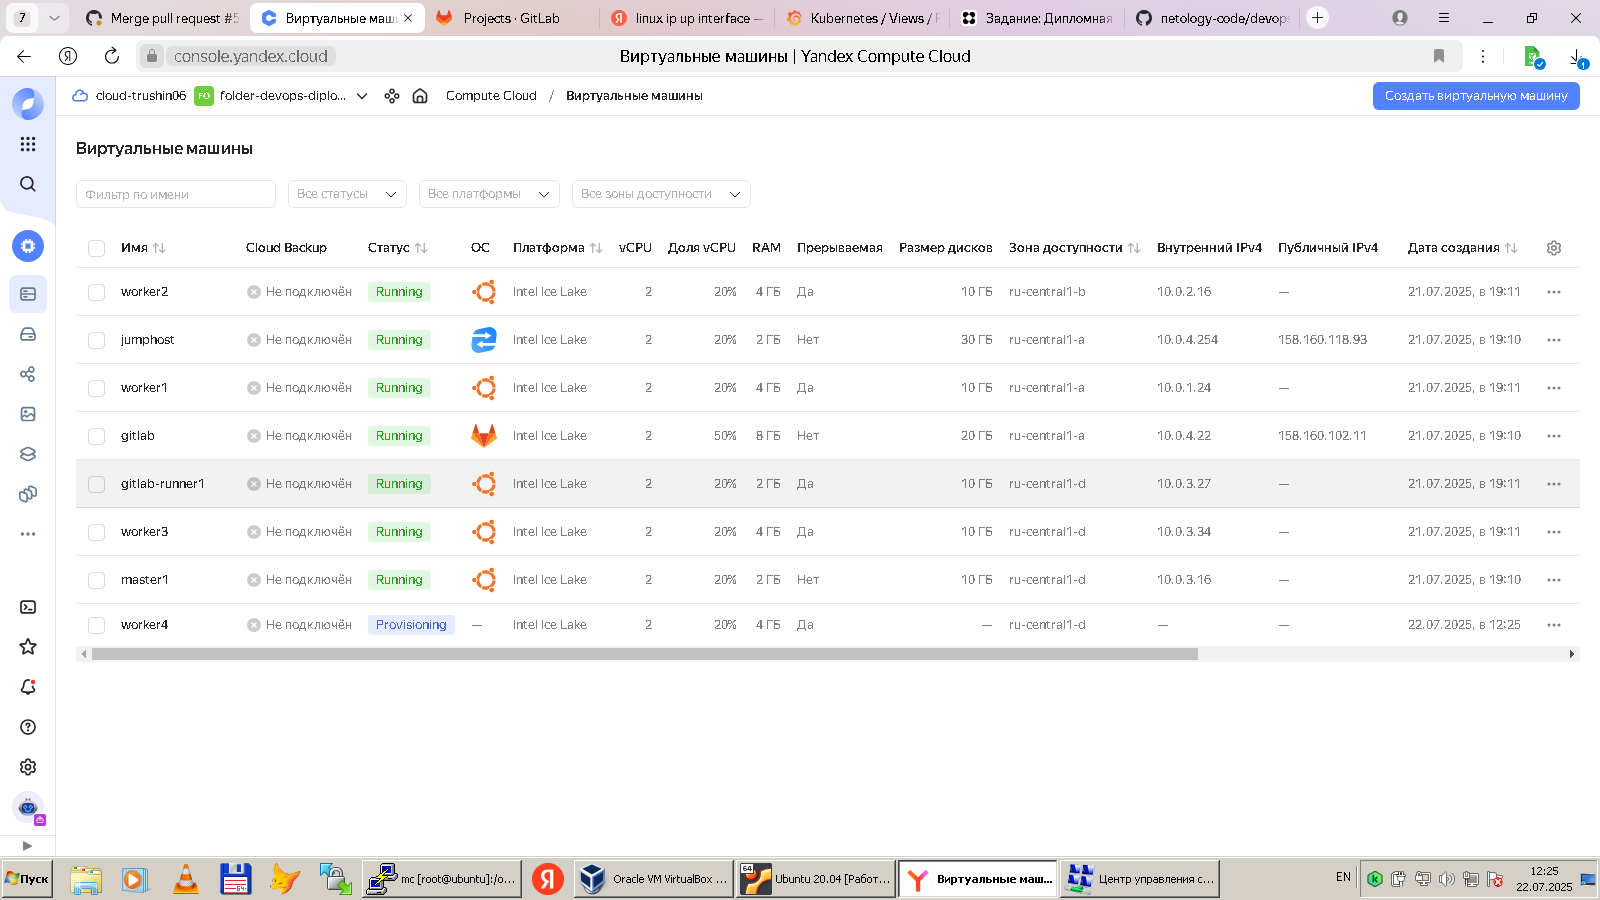 7
Merge pull request #5
Виртуальные маши
Projects · GitLab
linux ip up interface —
Kubernetes / Views /
Задание: Дипломная
netology-code/devop
console.yandex.cloud
Виртуальные машины | Yandex Compute Cloud
cloud-trushin06
FO
folder-devops-diplo...
Compute Cloud / Виртуальные машины
Создать виртуальную машину
Виртуальные машины
Фильтр по имени
Все статусы
Все платформы
Все зоны доступности
Имя Cloud Backup Статус ОС Платформа vCPU Доля vCPU RAM Прерываемая Размер дисков Зона доступности Внутренний IPv4 Публичный IPv4 Дата создания
worker2 Не подключён Running Intel Ice Lake 2 20% 4 ГБ Да 10 ГБ ru-central1-b 10.0.2.16 — 21.07.2025, в 19:11
jumphost Не подключён Running Intel Ice Lake 2 20% 2 ГБ Нет 30 ГБ ru-central1-a 10.0.4.254 158.160.118.93 21.07.2025, в 19:10
worker1 Не подключён Running Intel Ice Lake 2 20% 4 ГБ Да 10 ГБ ru-central1-a 10.0.1.24 — 21.07.2025, в 19:11
gitlab Не подключён Running Intel Ice Lake 2 50% 8 ГБ Нет 20 ГБ ru-central1-a 10.0.4.22 158.160.102.11 21.07.2025, в 19:10
gitlab-runner1 Не подключён Running Intel Ice Lake 2 20% 2 ГБ Да 10 ГБ ru-central1-d 10.0.3.27 — 21.07.2025, в 19:11
worker3 Не подключён Running Intel Ice Lake 2 20% 4 ГБ Да 10 ГБ ru-central1-d 10.0.3.34 — 21.07.2025, в 19:11
master1 Не подключён Running Intel Ice Lake 2 20% 2 ГБ Нет 10 ГБ ru-central1-d 10.0.3.16 — 21.07.2025, в 19:10
worker4 Не подключён Provisioning — Intel Ice Lake 2 20% 4 ГБ Да — ru-central1-d — — 22.07.2025, в 12:25
Пуск
mc [root@ubuntu]:/o...
Oracle VM VirtualBox ...
Ubuntu 20.04 [Работ...
Виртуальные маш...
Центр управления с...
EN
12:25
22.07.2025